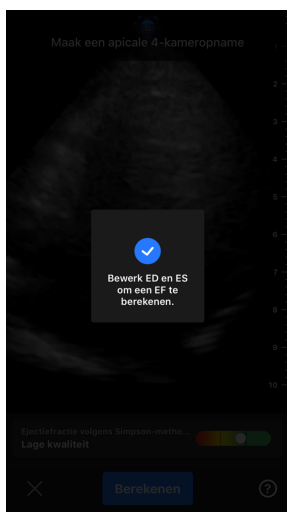 Maak een apicale 4-kameropname
2
3
4
5
Bewerk ED en ES
om een EF te
berekenen.
6
7
8
9
10
Ejectiefractie volgens Simpson-metho...
Lage kwaliteit
Berekenen
?